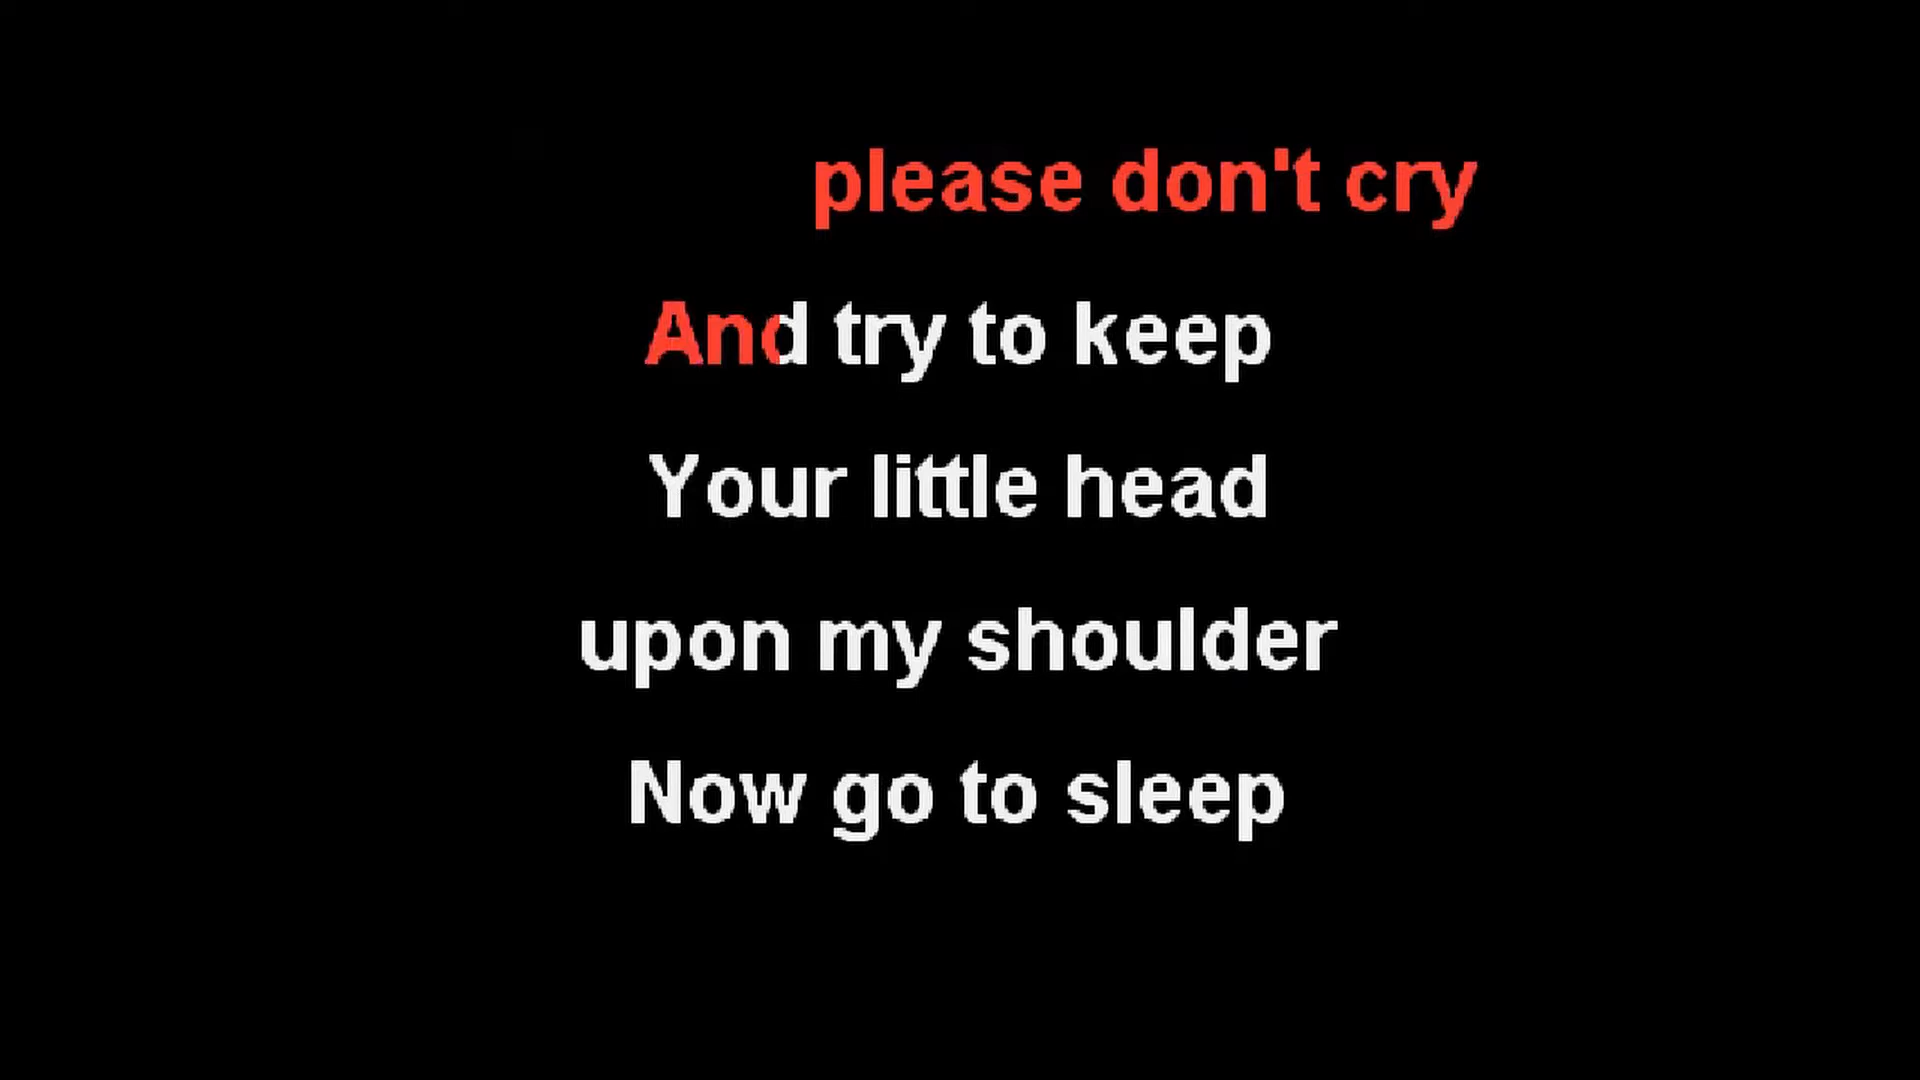 please don't cry
And try to keep
Your little head
upon my shoulder
Now go to sleep